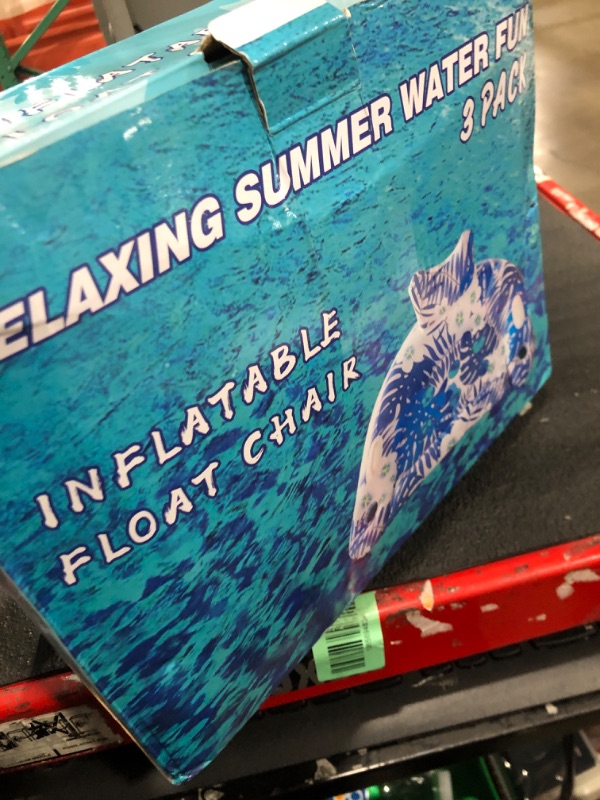 ELAXING SUMMER WATER FUN
3 PACK
INFLATABLE
FLOAT CHAIR